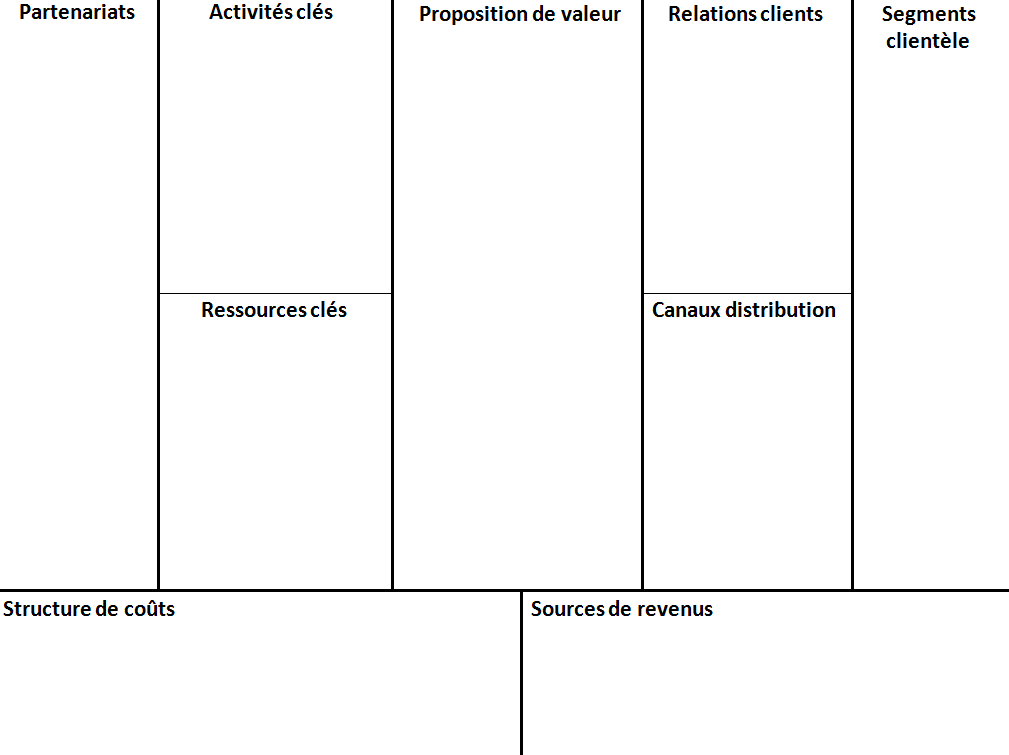 Partenariats
Activités clés
Proposition de valeur
Relations clients
Segments
clientèle
Ressources clés
Canaux distribution
Structure de coûts
Sources de revenus